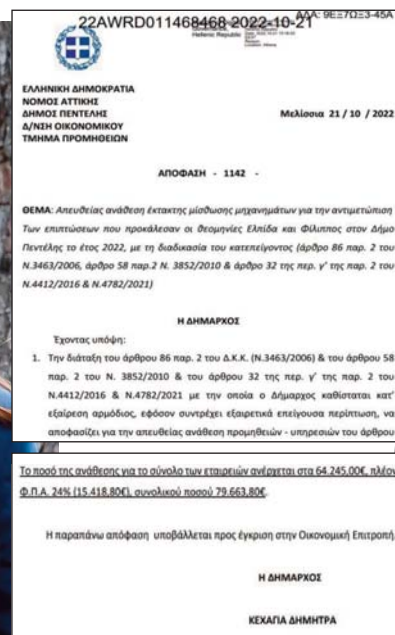 22AWRD011468468 2022-10-21
ΑΔΑ: 9ΕΞ7ΩΞ3-45Α
Hellenic Republic
ΕΛΛΗΝΙΚΗ ΔΗΜΟΚΡΑΤΙΑ
ΝΟΜΟΣ ΑΤΤΙΚΗΣ
ΔΗΜΟΣ ΠΕΝΤΕΛΗΣ
Δ/ΝΣΗ ΟΙΚΟΝΟΜΙΚΟΥ
ΤΜΗΜΑ ΠΡΟΜΗΘΕΙΩΝ
Μελίσσια 21 / 10 / 2022
ΑΠΟΦΑΣΗ - 1142 -
ΘΕΜΑ: Απευθείας ανάθεση έκτακτης μίσθωσης μηχανημάτων για την αντιμετώπιση
Των επιπτώσεων που προκάλεσαν οι θεομηνίες Ελπίδα και Φίλιππος στον Δήμο
Πεντέλης το έτος 2022, με τη διαδικασία του κατεπείγοντος (άρθρο 86 παρ. 2 του
Ν.3463/2006, άρθρο 58 παρ.2 Ν. 3852/2010 & άρθρο 32 της περ. γ' της παρ. 2 του
Ν.4412/2016 & Ν.4782/2021)
Η ΔΗΜΑΡΧΟΣ
Έχοντας υπόψη:
1. Την διάταξη του άρθρου 86 παρ. 2 του Δ.Κ.Κ. (Ν.3463/2006) & του άρθρου 58
παρ. 2 του Ν. 3852/2010 & του άρθρου 32 της περ. γ' της παρ. 2 του
Ν.4412/2016 & Ν.4782/2021 με την οποία ο Δήμαρχος καθίσταται κατ'
εξαίρεση αρμόδιος, εφόσον συντρέχει εξαιρετικά επείγουσα περίπτωση, να
αποφασίζει για την απευθείας ανάθεση προμηθειών - υπηρεσιών του άρθρου
Το ποσό της ανάθεσης για το σύνολο των εταιρειών ανέρχεται στα 64.245,00€, πλέον
Φ.Π.Α. 24% (15.418,80€), συνολικού ποσού 79.663,80€.
Η παραπάνω απόφαση υποβάλλεται προς έγκριση στην Οικονομική Επιτροπή.
Η ΔΗΜΑΡΧΟΣ
ΚΕΧΑΓΙΑ ΔΗΜΗΤΡΑ